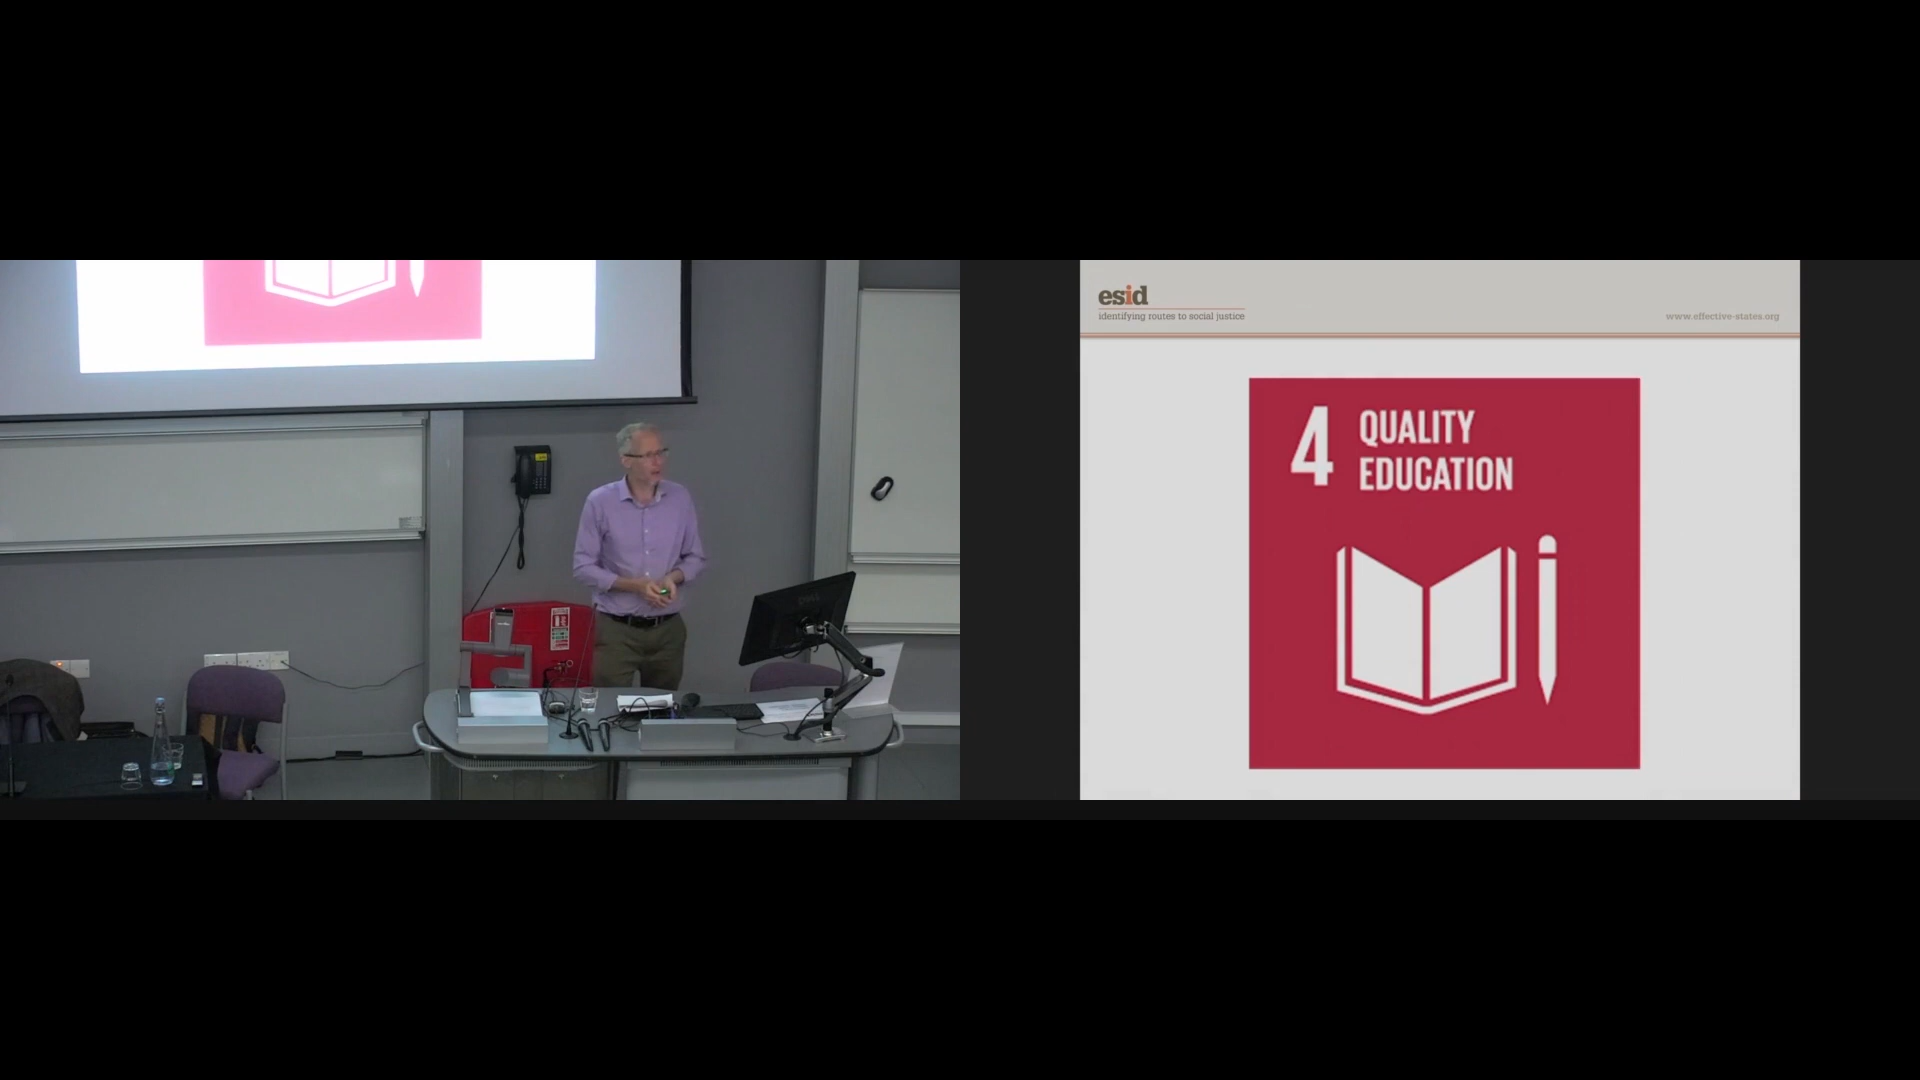 esid
identifying routes to social justice
www.effective-states.org
4 QUALITY
EDUCATION